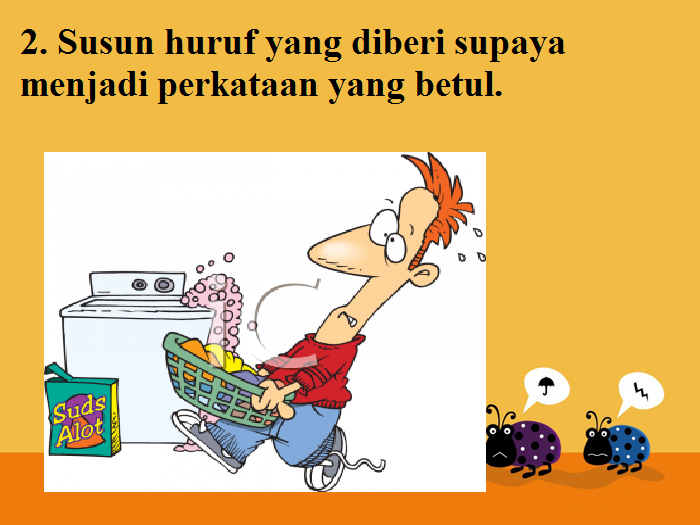 2. Susun huruf yang diberi supaya
menjadi perkataan yang betul.
Suds
Alot